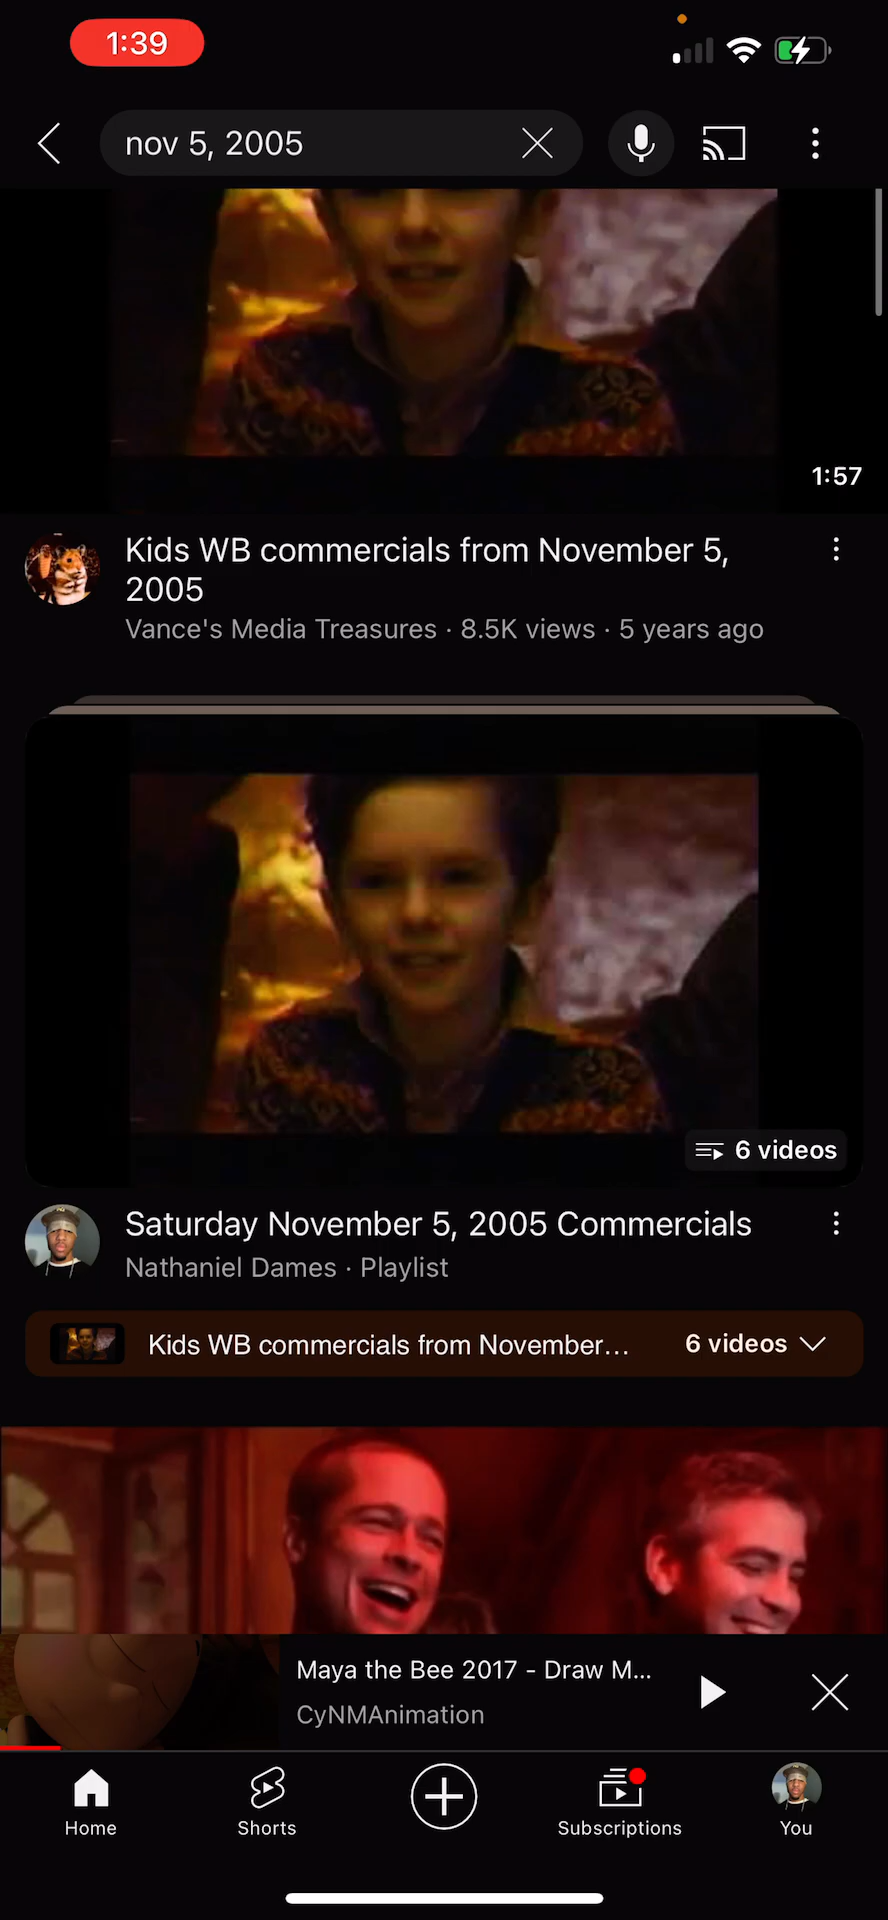 1:39
nov 5, 2005
1:57
Kids WB commercials from November 5,
2005
Vance's Media Treasures · 8.5K views · 5 years ago
6 videos
Saturday November 5, 2005 Commercials
Nathaniel Dames · Playlist
Kids WB commercials from November... 6 videos
Maya the Bee 2017 - Draw M...
CyNMAnimation
Home Shorts Subscriptions You